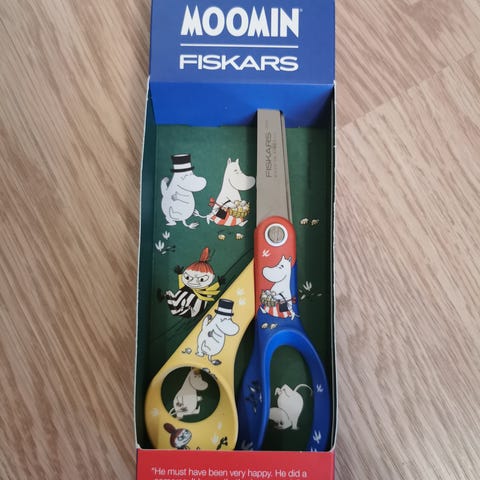 MOOMIN
FISKARS
FISKARS
"He must have been very happy. He did a